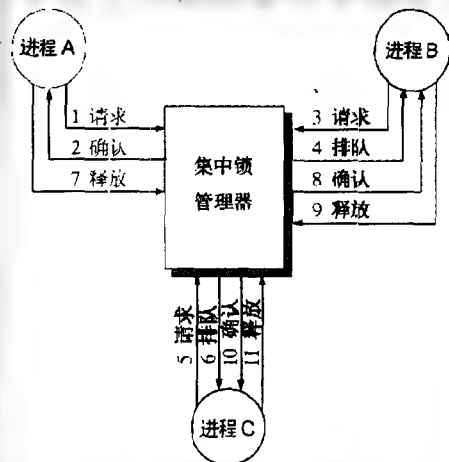 进程A
进程B
1 请求
2 确认
7 释放
集中锁
管理器
3 请求
4 排队
8 确认
9 释放
5 请求
6 排队
10 确认
11 释放
进程C